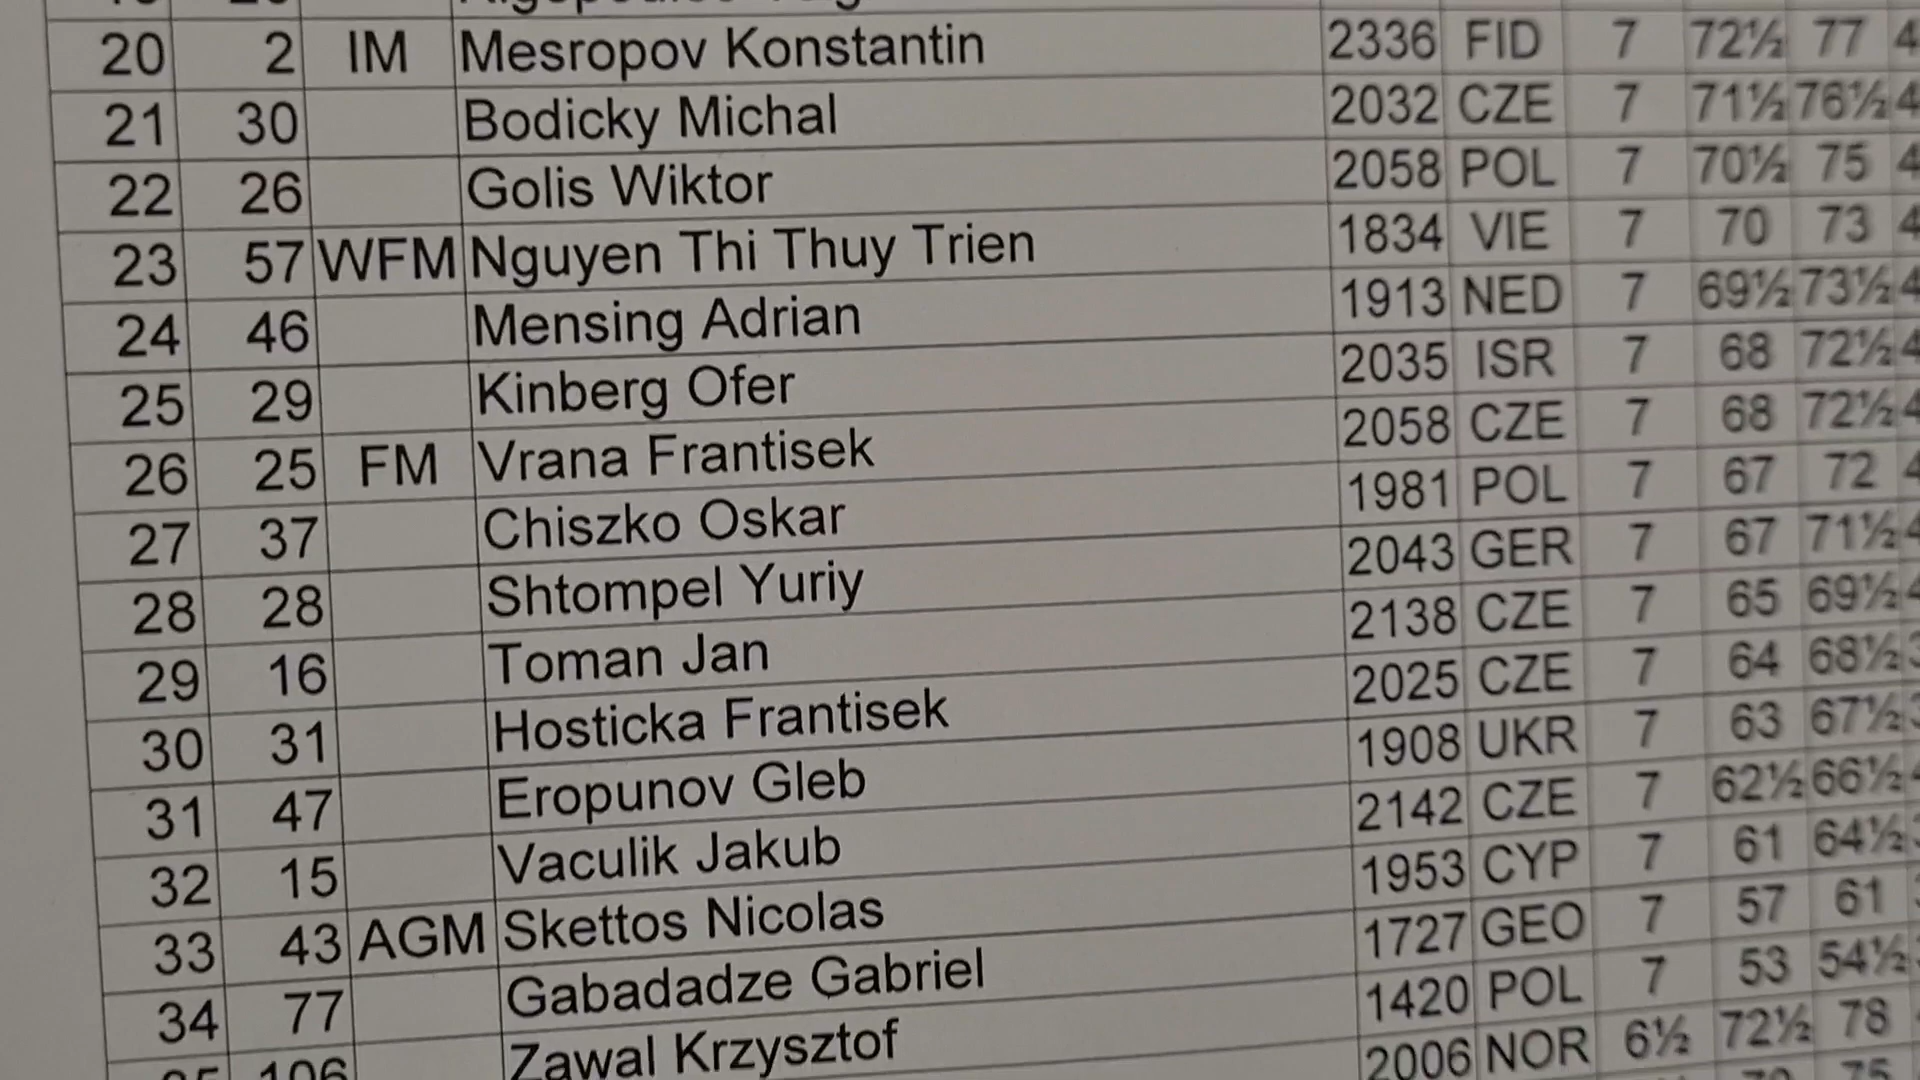 20 2 IM Mesropov Konstantin 2336 FID 7 72½ 77
21 30 Bodicky Michal 2032 CZE 7 71½ 76½
22 26 Golis Wiktor 2058 POL 7 70½ 75
23 57 WFM Nguyen Thi Thuy Trien 1834 VIE 7 70 73
24 46 Mensing Adrian 1913 NED 7 69½ 73½
25 29 Kinberg Ofer 2035 ISR 7 68 72½
26 25 FM Vrana Frantisek 2058 CZE 7 68 72½
27 37 Chiszko Oskar 1981 POL 7 67 72
28 28 Shtompel Yuriy 2043 GER 7 67 71½
29 16 Toman Jan 2138 CZE 7 65 69½
30 31 Hosticka Frantisek 2025 CZE 7 64 68½
31 47 Eropunov Gleb 1908 UKR 7 63 67½
32 15 Vaculik Jakub 2142 CZE 7 62½ 66½
33 43 AGM Skettos Nicolas 1953 CYP 7 61 64½
34 77 Gabadadze Gabriel 1727 GEO 7 57 61
35 106 Zawal Krzysztof 1420 POL 7 53 54½
2006 NOR 6½ 72½ 78